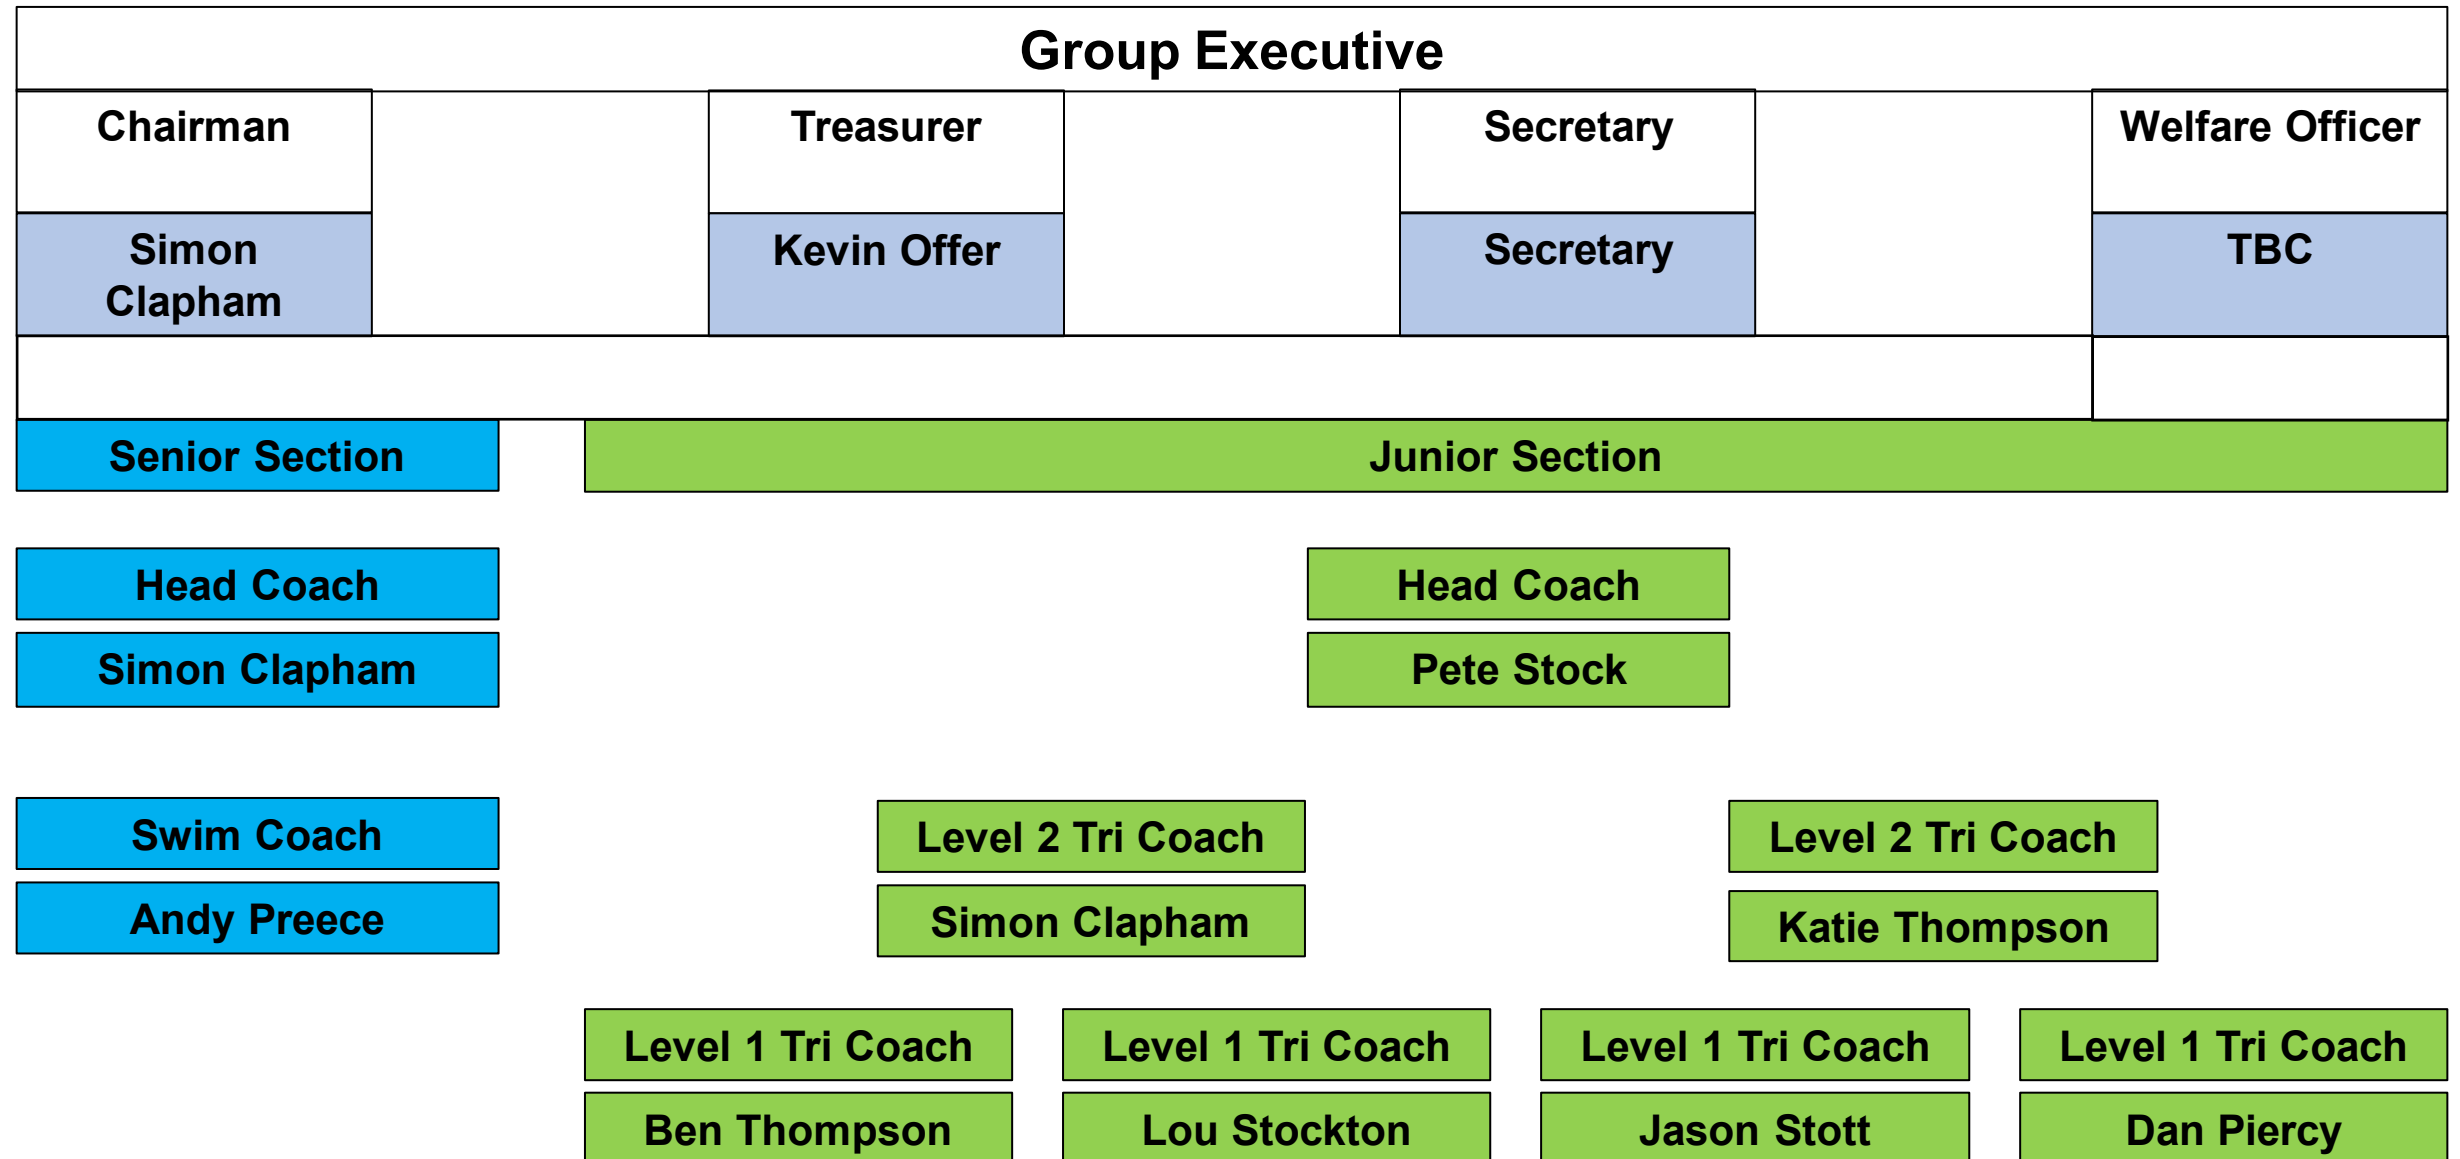 Group Executive
Chairman
Treasurer
Secretary
Welfare Officer
Simon
Clapham
Kevin Offer
Secretary
TBC
Senior Section
Junior Section
Head Coach
Head Coach
Simon Clapham
Pete Stock
Swim Coach
Level 2 Tri Coach
Level 2 Tri Coach
Andy Preece
Simon Clapham
Katie Thompson
Level 1 Tri Coach
Level 1 Tri Coach
Level 1 Tri Coach
Level 1 Tri Coach
Ben Thompson
Lou Stockton
Jason Stott
Dan Piercy